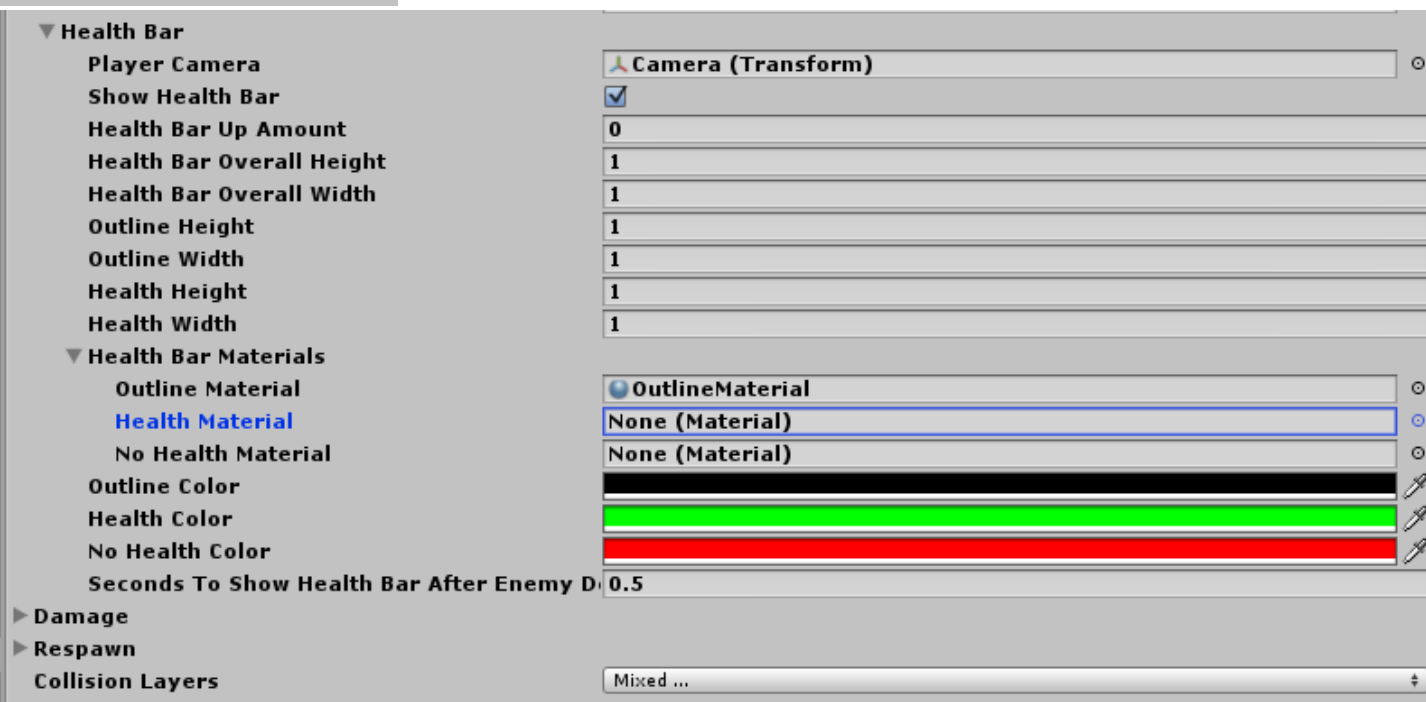 Health Bar
Player Camera Camera (Transform)
Show Health Bar
Health Bar Up Amount 0
Health Bar Overall Height 1
Health Bar Overall Width 1
Outline Height 1
Outline Width 1
Health Height 1
Health Width 1
Health Bar Materials
Outline Material OutlineMaterial
Health Material None (Material)
No Health Material None (Material)
Outline Color
Health Color
No Health Color
Seconds To Show Health Bar After Enemy D 0.5
Damage
Respawn
Collision Layers Mixed ...